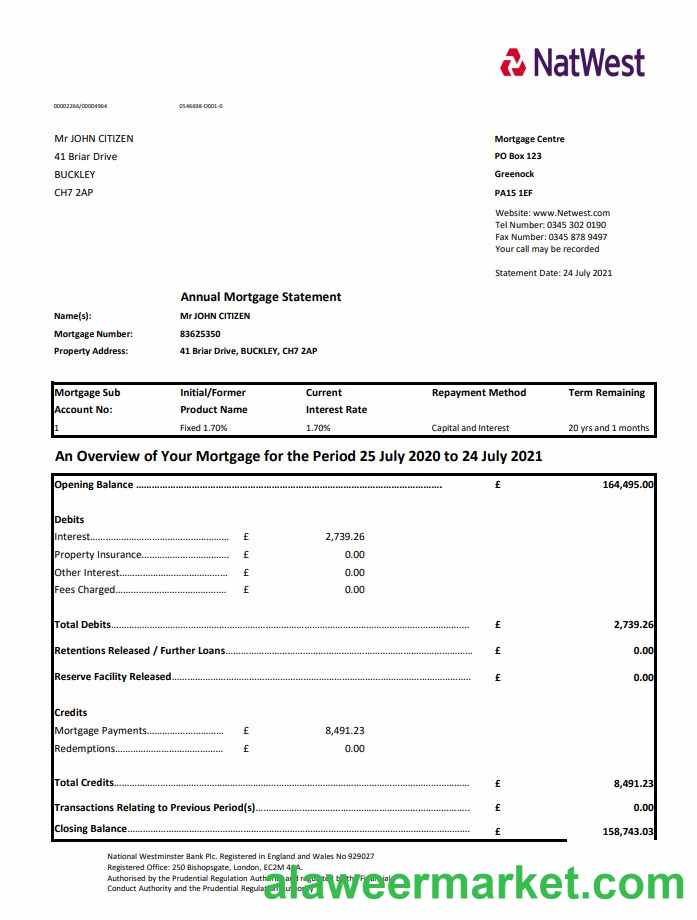 NatWest
00002266/00004964 0546698-D001-0
Mr JOHN CITIZEN
41 Briar Drive
BUCKLEY
CH7 2AP
Mortgage Centre
PO Box 123
Greenock
PA15 1EF
Website: www.Netwest.com
Tel Number: 0345 302 0190
Fax Number: 0345 878 9497
Your call may be recorded
Statement Date: 24 July 2021
Annual Mortgage Statement
Name(s): Mr JOHN CITIZEN
Mortgage Number: 83625350
Property Address: 41 Briar Drive, BUCKLEY, CH7 2AP
Mortgage Sub Initial/Former Current Repayment Method Term Remaining
Account No: Product Name Interest Rate
1 Fixed 1.70% 1.70% Capital and Interest 20 yrs and 1 months
An Overview of Your Mortgage for the Period 25 July 2020 to 24 July 2021
Opening Balance £ 164,495.00
Debits
Interest £ 2,739.26
Property Insurance £ 0.00
Other Interest £ 0.00
Fees Charged £ 0.00
Total Debits £ 2,739.26
Retentions Released / Further Loans £ 0.00
Reserve Facility Released £ 0.00
Credits
Mortgage Payments £ 8,491.23
Redemptions £ 0.00
Total Credits £ 8,491.23
Transactions Relating to Previous Period(s) £ 0.00
Closing Balance £ 158,743.03
National Westminster Bank Plc. Registered in England and Wales No 929027
Registered Office: 250 Bishopsgate, London, EC2M
Authorised by the Prudential Regulation and by the Financial
Conduct Authority and the Prudential
alaweermarket.com